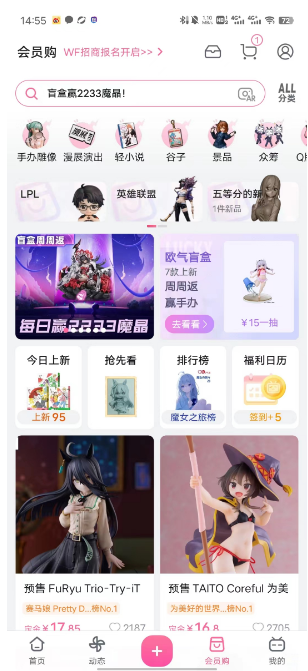 14:55
72
会员购 WF招商报名开启>>
1
盲盒赢2233魔晶!
AR
ALL
分类
手办雕像 漫展演出 轻小说 谷子 景品 众筹
LPL 英雄联盟 五等分的新
1件新品
盲盒周周返
每日赢2233魔晶
LUCKY
欧气盲盒
7款上新
周周返
赢手办
去看看
¥15一抽
今日上新 抢先看 排行榜 福利日历
上新 95 魔女之旅榜 签到+5
预售 FuRyu Trio-Try-iT
赛马娘 Pretty D...榜No.1
定金¥17.85 2187
预售 TAITO Coreful 为美
为美好的世界...榜No.1
定金¥16.8 2705
首页 动态 会员购 我的